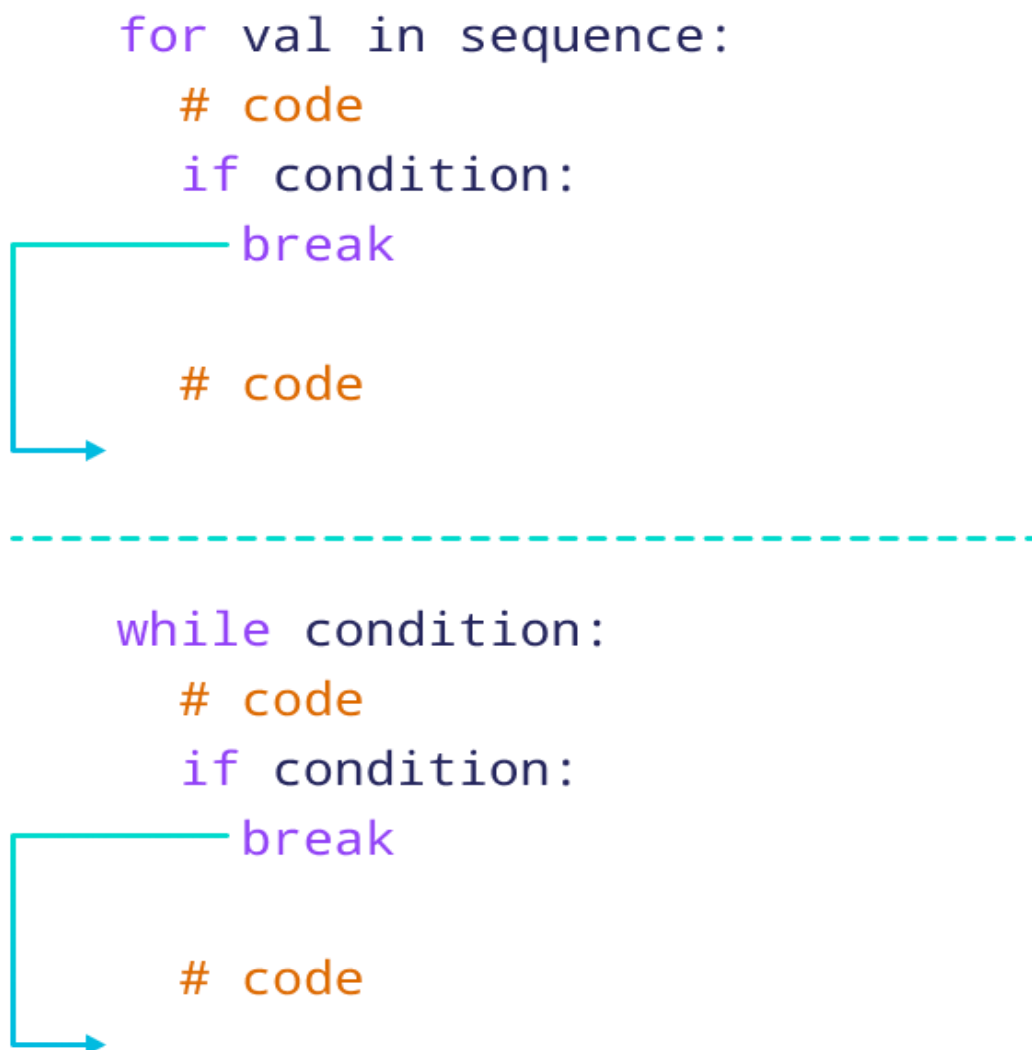 for val in sequence:
# code
if condition:
break
# code
while condition:
# code
if condition:
break
# code